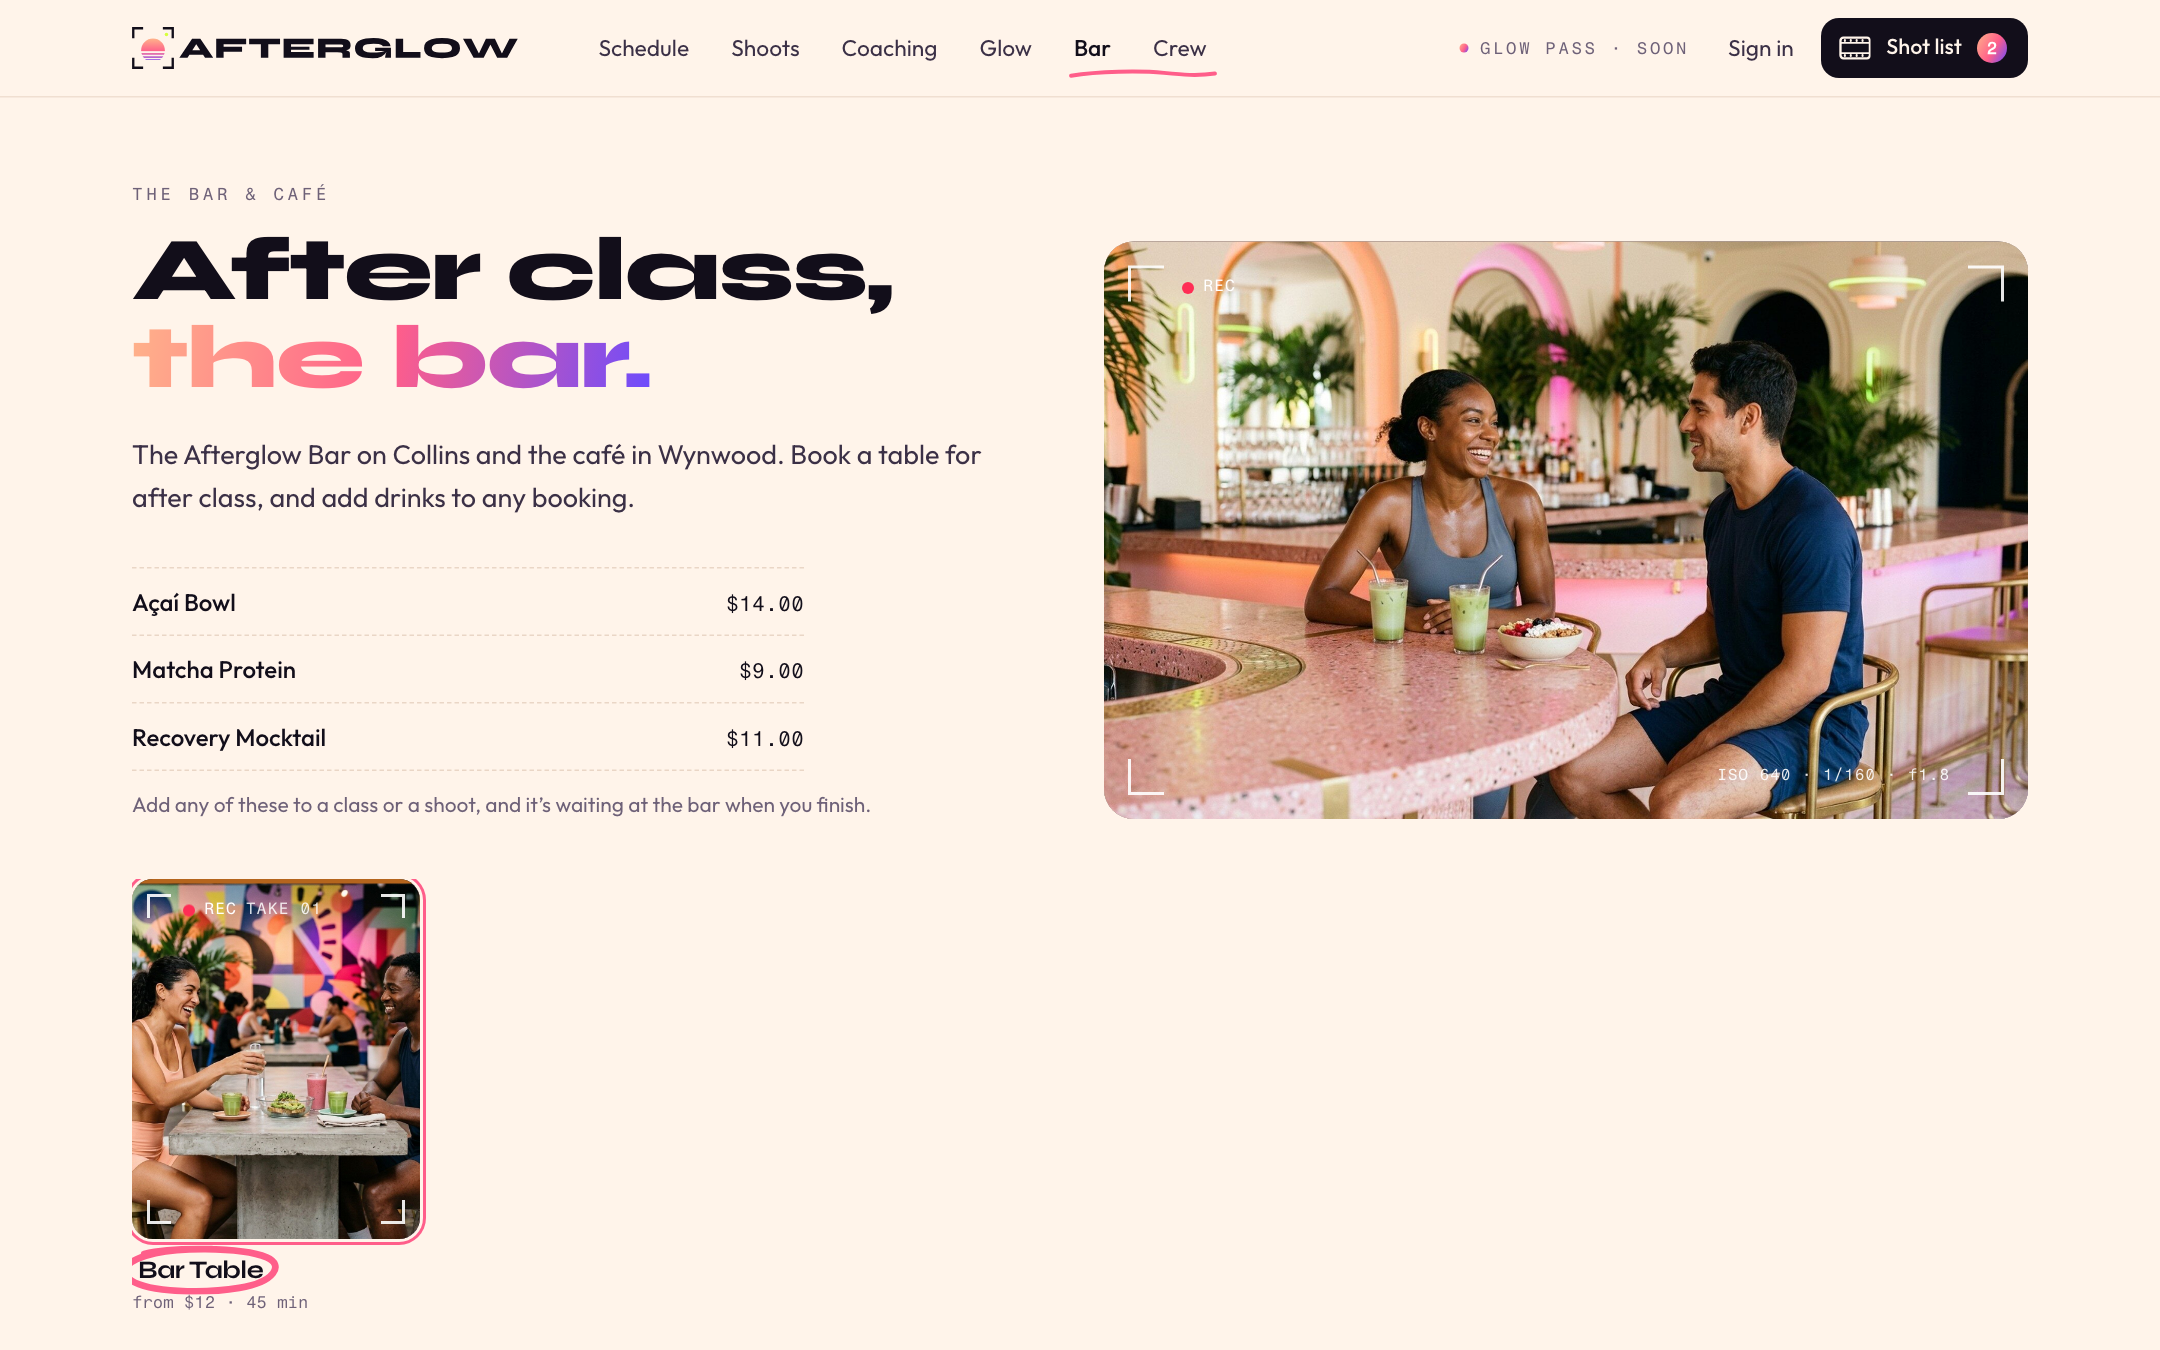 AFTERGLOW
Schedule Shoots Coaching Glow Bar Crew
GLOW PASS · SOON
Sign in
Shot list 2
THE BAR & CAFÉ
After class,
the bar.
The Afterglow Bar on Collins and the café in Wynwood. Book a table for
after class, and add drinks to any booking.
Açaí Bowl $14.00
Matcha Protein $9.00
Recovery Mocktail $11.00
Add any of these to a class or a shoot, and it’s waiting at the bar when you finish.
REC
ISO 640 · 1/160 · f1.8
REC TAKE 01
Bar Table
from $12 · 45 min